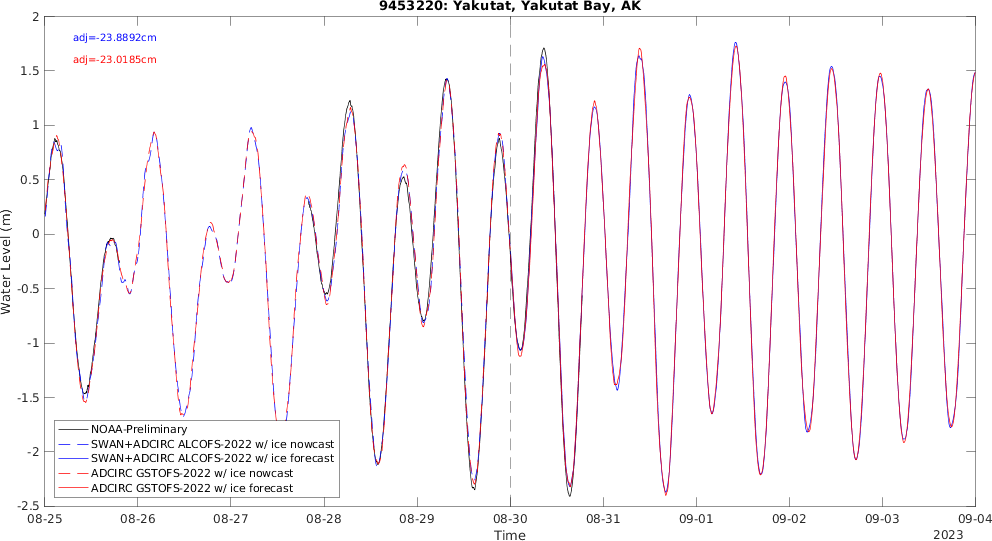 9453220: Yakutat, Yakutat Bay, AK
adj=-23.8892cm
adj=-23.0185cm
Water Level (m)
2
1.5
1
0.5
0
-0.5
-1
-1.5
-2
-2.5
NOAA-Preliminary
SWAN+ADCIRC ALCOFS-2022 w/ ice nowcast
SWAN+ADCIRC ALCOFS-2022 w/ ice forecast
ADCIRC GSTOFS-2022 w/ ice nowcast
ADCIRC GSTOFS-2022 w/ ice forecast
08-25 08-26 08-27 08-28 08-29 08-30 08-31 09-01 09-02 09-03 09-04
Time
2023